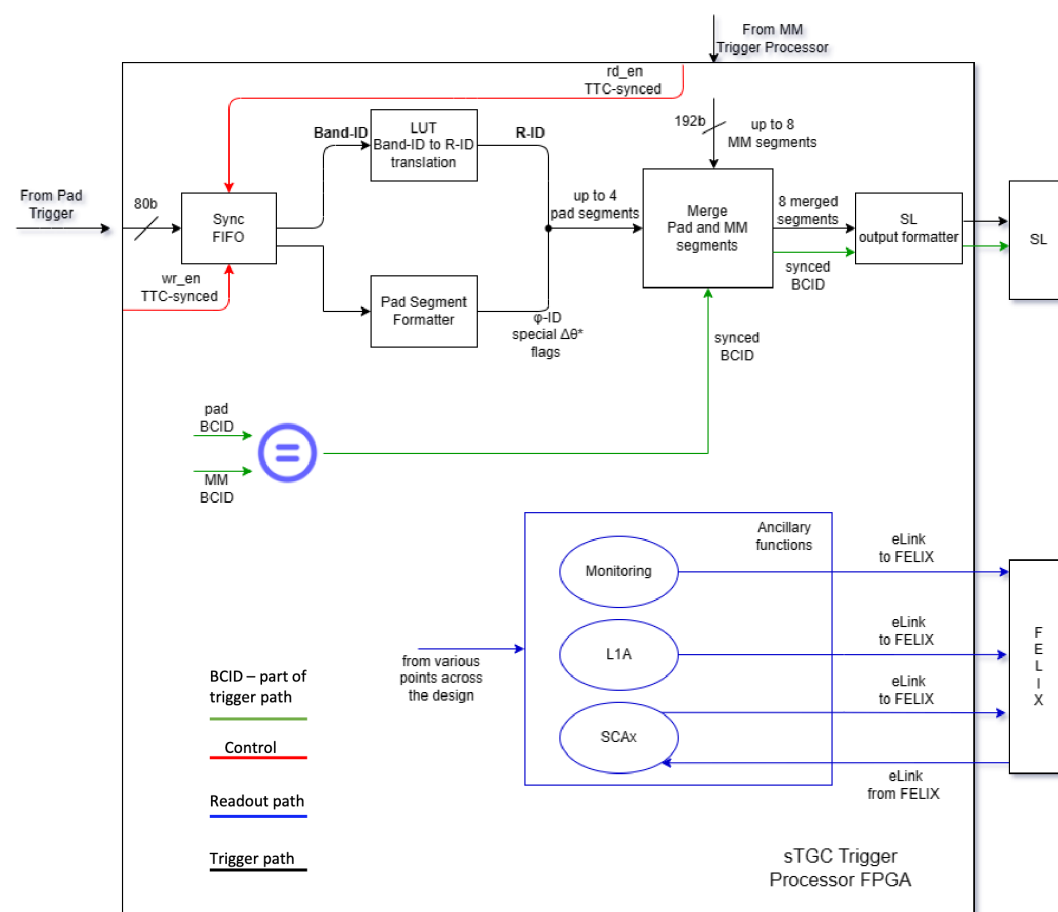 From MM
Trigger Processor
rd_en
TTC-synced
Band-ID
LUT
Band-ID to R-ID
translation
R-ID
192b
up to 8
MM segments
From Pad
Trigger
80b
Sync
FIFO
up to 4
pad segments
Merge
Pad and MM
segments
8 merged
segments
SL
output formatter
SL
synced
BCID
wr_en
TTC-synced
Pad Segment
Formatter
φ-ID
special Δθ*
flags
synced
BCID
pad
BCID
=
MM
BCID
Ancillary
functions
Monitoring
eLink
to FELIX
L1A
eLink
to FELIX
from various
points across
the design
SCAx
eLink
to FELIX
eLink
from FELIX
F
E
L
I
X
BCID – part of
trigger path
Control
Readout path
Trigger path
sTGC Trigger
Processor FPGA